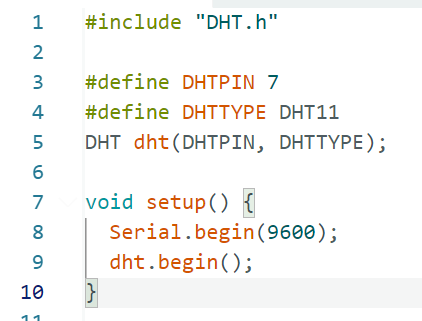 1 #include "DHT.h"
2
3 #define DHTPIN 7
4 #define DHTTYPE DHT11
5 DHT dht(DHTPIN, DHTTYPE);
6
7 void setup() {
8 Serial.begin(9600);
9 dht.begin();
10 }
11